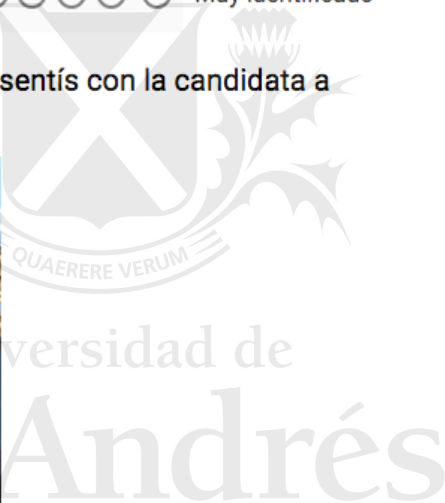 Muy identificado
sentís con la candidata a
QUAERERE VERUM
versidad de
Andrés